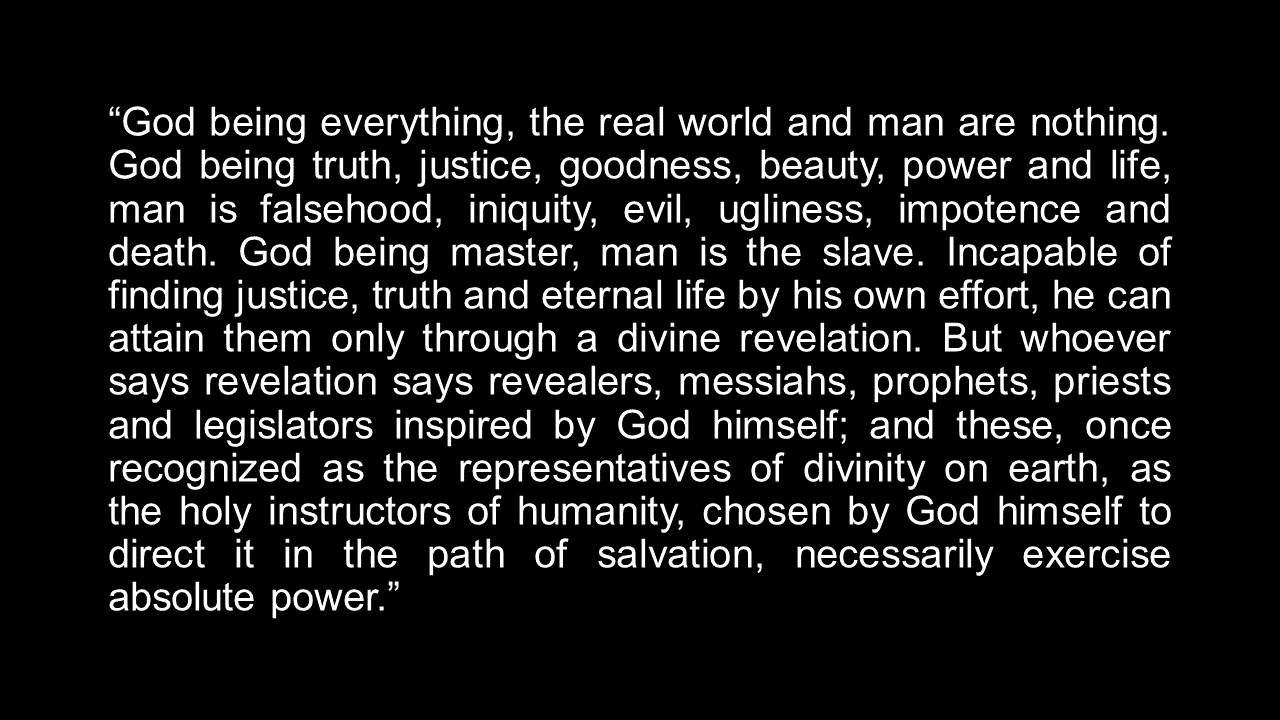 “God being everything, the real world and man are nothing.
God being truth, justice, goodness, beauty, power and life,
man is falsehood, iniquity, evil, ugliness, impotence and
death. God being master, man is the slave. Incapable of
finding justice, truth and eternal life by his own effort, he can
attain them only through a divine revelation. But whoever
says revelation says revealers, messiahs, prophets, priests
and legislators inspired by God himself; and these, once
recognized as the representatives of divinity on earth, as
the holy instructors of humanity, chosen by God himself to
direct it in the path of salvation, necessarily exercise
absolute power.”